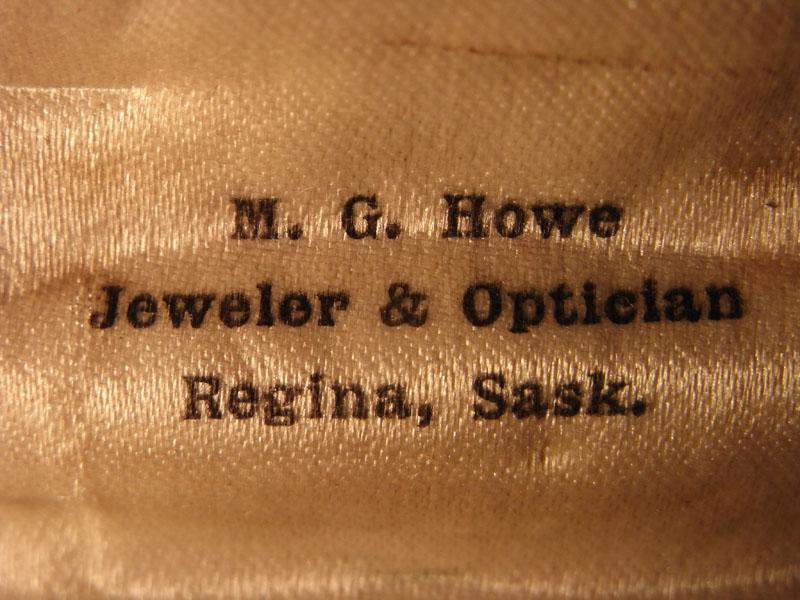 M. G. Howe
Jeweler & Optician
Regina, Sask.